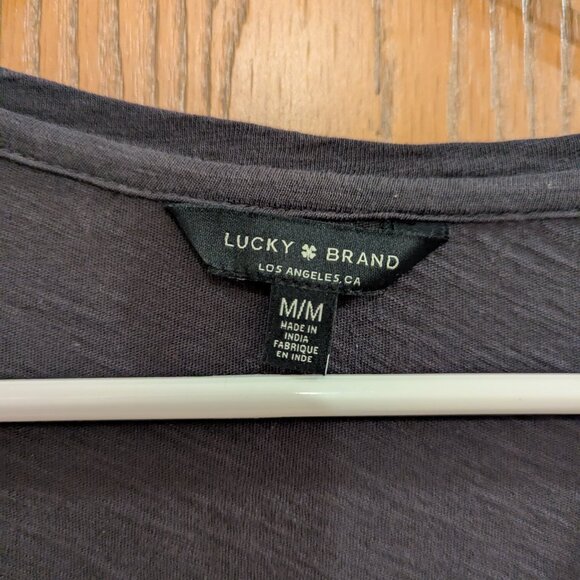 LUCKY BRAND
LOS ANGELES, CA
M/M
MADE IN
INDIA
FABRIQUE
EN INDE